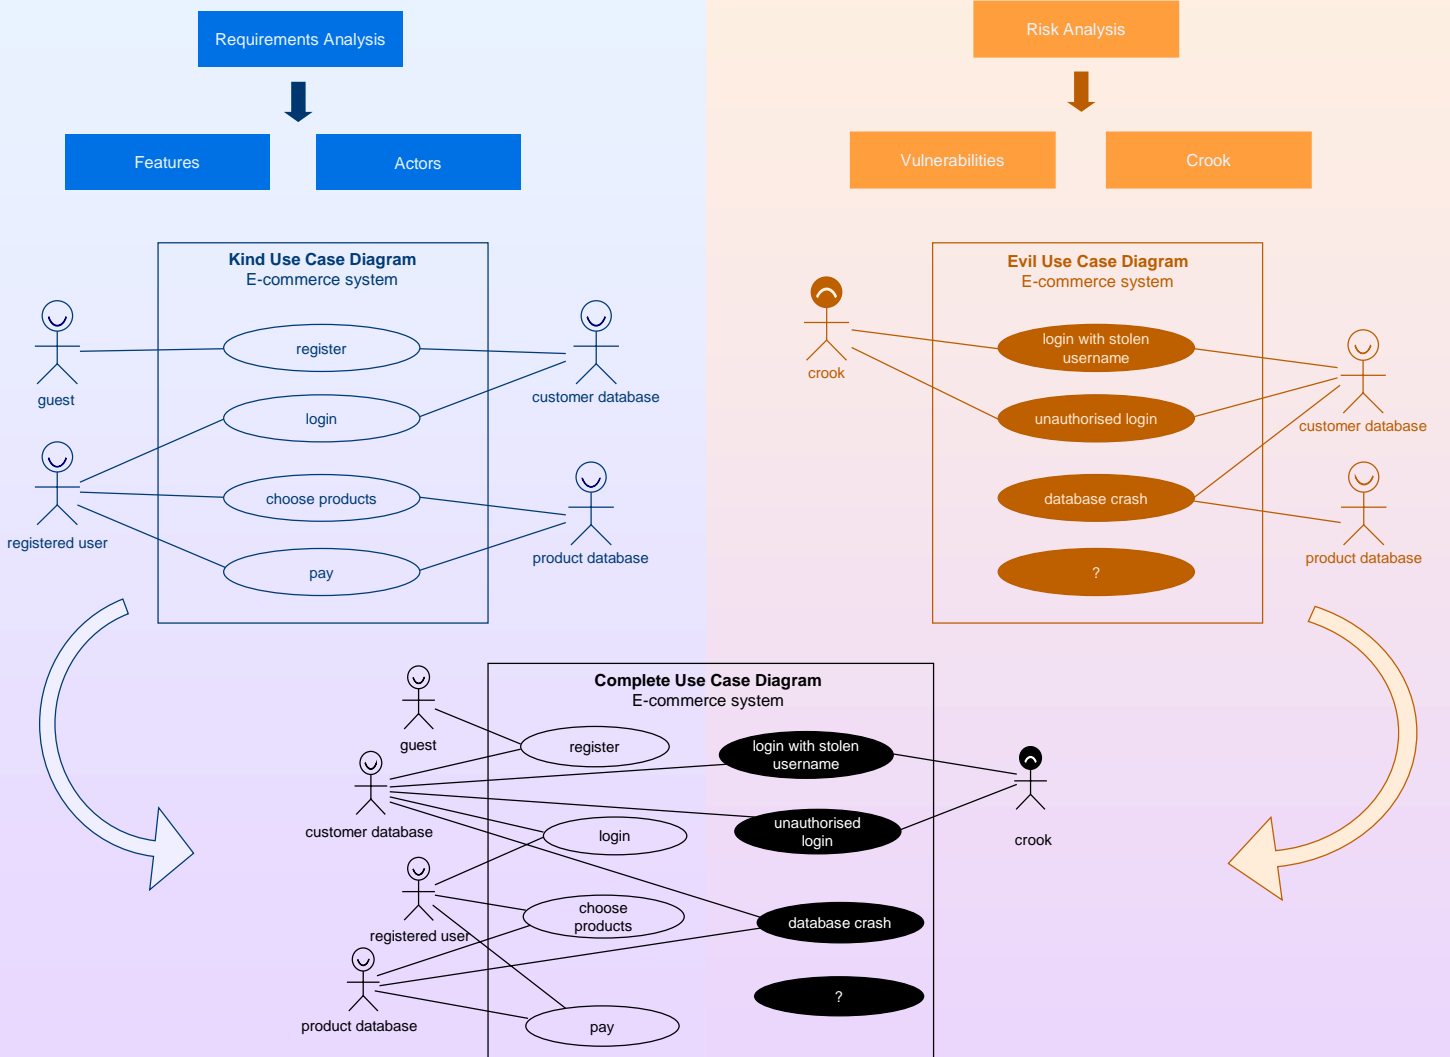 Requirements Analysis
Features
Actors
Kind Use Case Diagram
E-commerce system
guest
register
customer database
login
registered user
choose products
product database
pay
Risk Analysis
Vulnerabilities
Crook
Evil Use Case Diagram
E-commerce system
crook
login with stolen
username
customer database
unauthorised login
database crash
product database
?
Complete Use Case Diagram
E-commerce system
guest
register
login with stolen
username
customer database
login
unauthorised
login
crook
registered user
choose
products
database crash
product database
pay
?